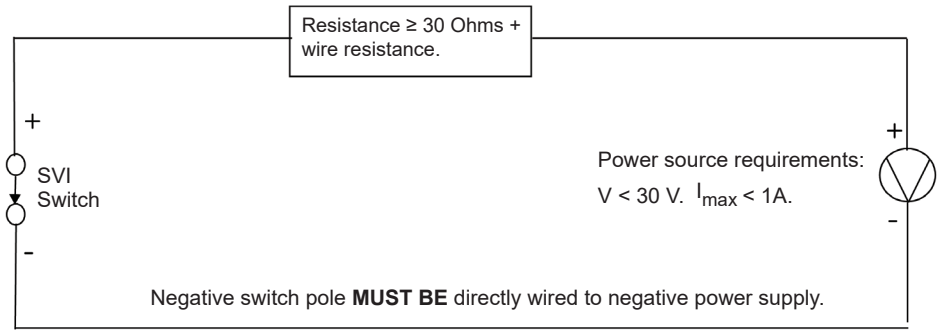 Resistance ≥ 30 Ohms +
wire resistance.
+
+
SVI
Switch
Power source requirements:
V < 30 V. Imax < 1A.
-
-
Negative switch pole MUST BE directly wired to negative power supply.